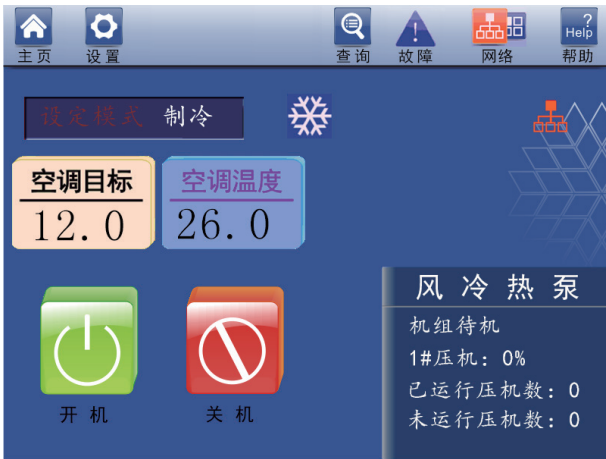 主页 设置 查询 故障 网络 Help? 帮助
设定模式 制冷
空调目标 空调温度
12.0 26.0
风冷热泵
机组待机
1#压机: 0%
已运行压机数: 0
未运行压机数: 0
开机 关机